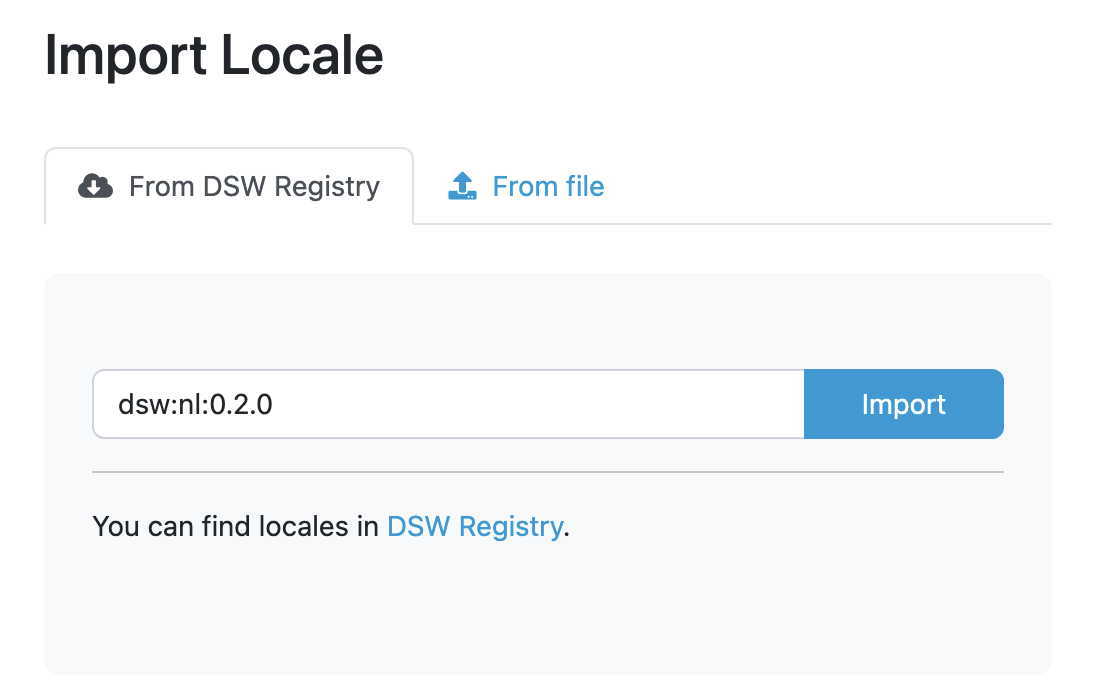 Import Locale
From DSW Registry
From file
dsw:nl:0.2.0
Import
You can find locales in DSW Registry.